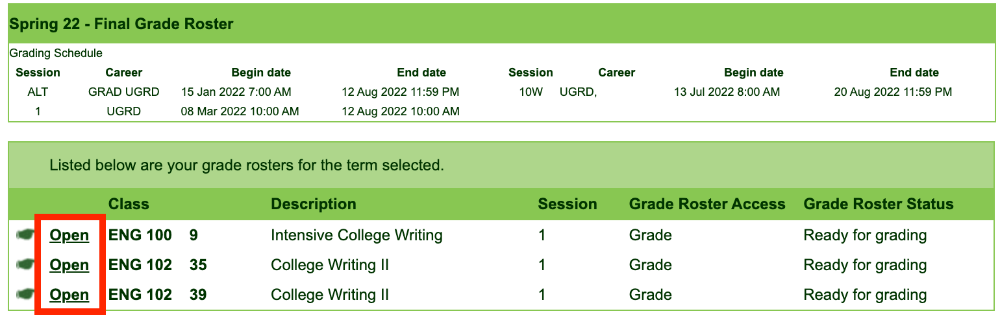 Spring 22 - Final Grade Roster
Grading Schedule
Session Career Begin date End date Session Career Begin date End date
ALT GRAD UGRD 15 Jan 2022 7:00 AM 12 Aug 2022 11:59 PM 10W UGRD, 13 Jul 2022 8:00 AM 20 Aug 2022 11:59 PM
1 UGRD 08 Mar 2022 10:00 AM 12 Aug 2022 10:00 AM
Listed below are your grade rosters for the term selected.
Class Description Session Grade Roster Access Grade Roster Status
Open ENG 100 9 Intensive College Writing 1 Grade Ready for grading
Open ENG 102 35 College Writing II 1 Grade Ready for grading
Open ENG 102 39 College Writing II 1 Grade Ready for grading